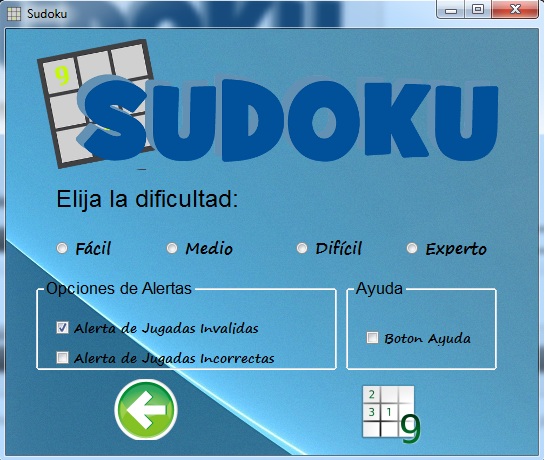 Sudoku
9
SUDOKU
Elija la dificultad:
Fácil Medio Difícil Experto
Opciones de Alertas Ayuda
Alerta de Jugadas Invalidas
Boton Ayuda
Alerta de Jugadas Incorrectas
2
3 1
9